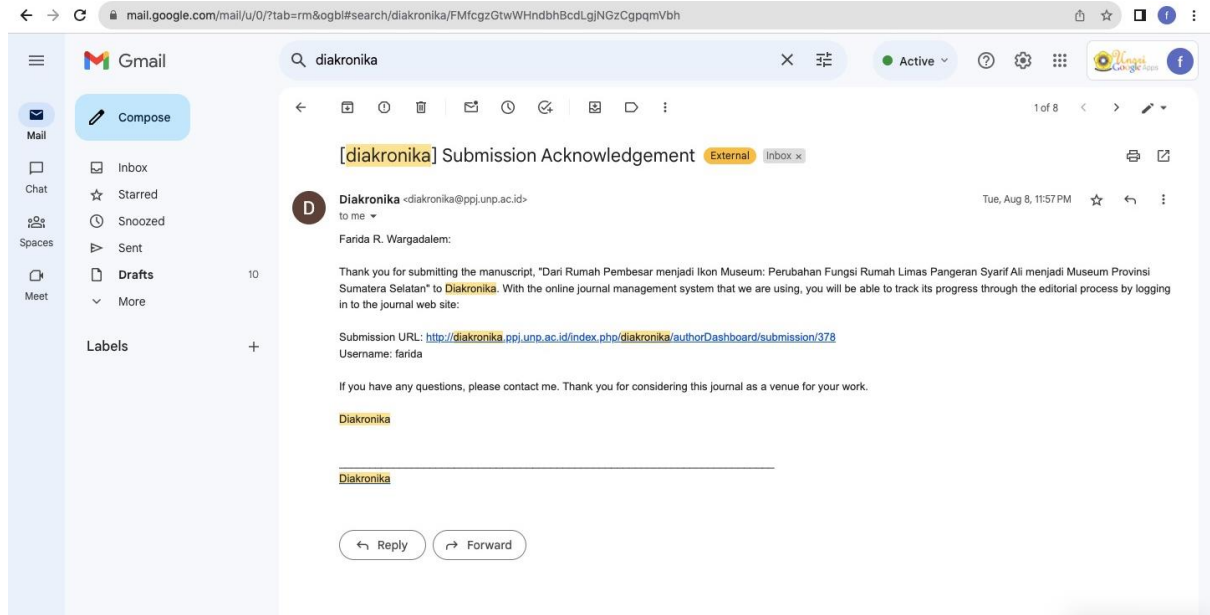 mail.google.com/mail/u/0/?tab=rm&ogbl#search/diakronika/FMfcgzGtwWHndbhBcdLgjNGzCgpqmVbh
f
Gmail
diakronika
Active
Google Apps
f
Compose
1 of 8
Mail
[diakronika] Submission Acknowledgement External Inbox x
Inbox
Chat
Starred
D
Diakronika <diakronika@ppj.unp.ac.id>
Tue, Aug 8, 11:57 PM
to me
Snoozed
Spaces
Sent
Farida R. Wargadalem:
Drafts 10
Meet
More
Thank you for submitting the manuscript, "Dari Rumah Pembesar menjadi Ikon Museum: Perubahan Fungsi Rumah Limas Pangeran Syarif Ali menjadi Museum Provinsi
Sumatera Selatan" to Diakronika. With the online journal management system that we are using, you will be able to track its progress through the editorial process by logging
in to the journal web site:
Labels
Submission URL: http://diakronika.ppj.unp.ac.id/index.php/diakronika/authorDashboard/submission/378
Username: farida
If you have any questions, please contact me. Thank you for considering this journal as a venue for your work.
Diakronika
Diakronika
Reply
Forward